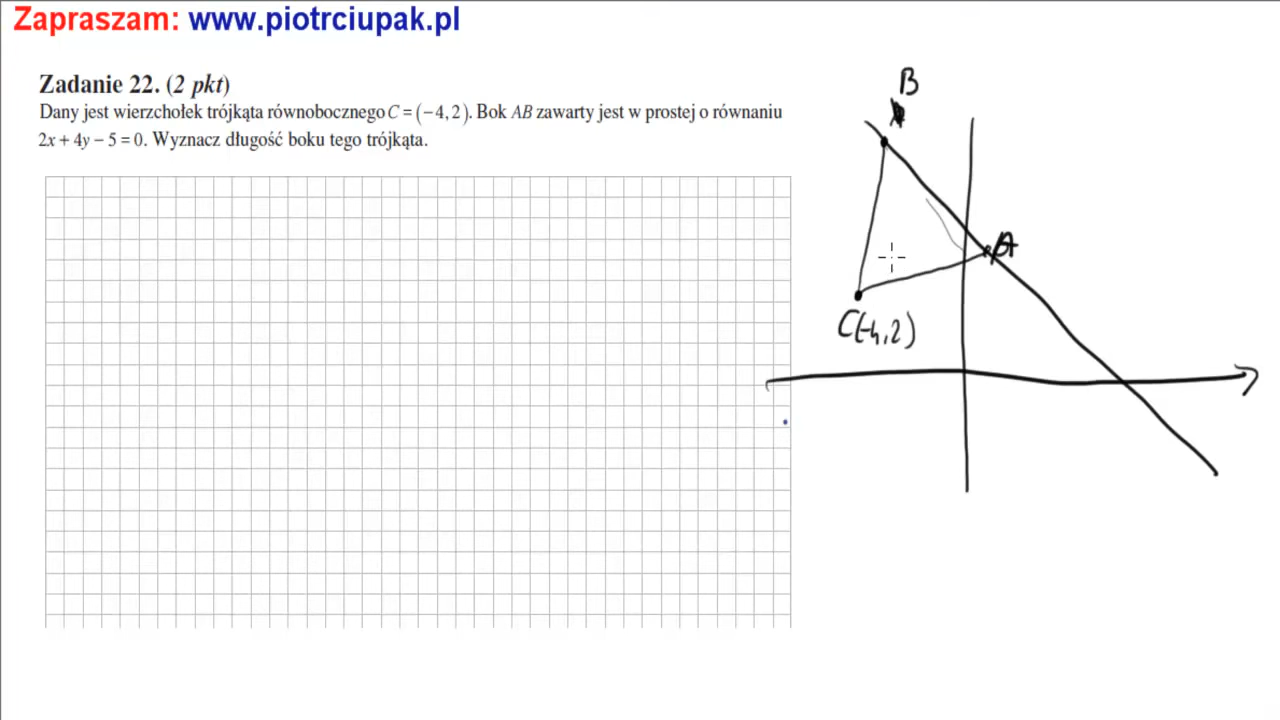 Zapraszam: www.piotrciupak.pl
Zadanie 22. (2 pkt)
Dany jest wierzchołek trójkąta równobocznego C = (−4, 2). Bok AB zawarty jest w prostej o równaniu
2x + 4y − 5 = 0. Wyznacz długość boku tego trójkąta.
B
A
C(-4,2)